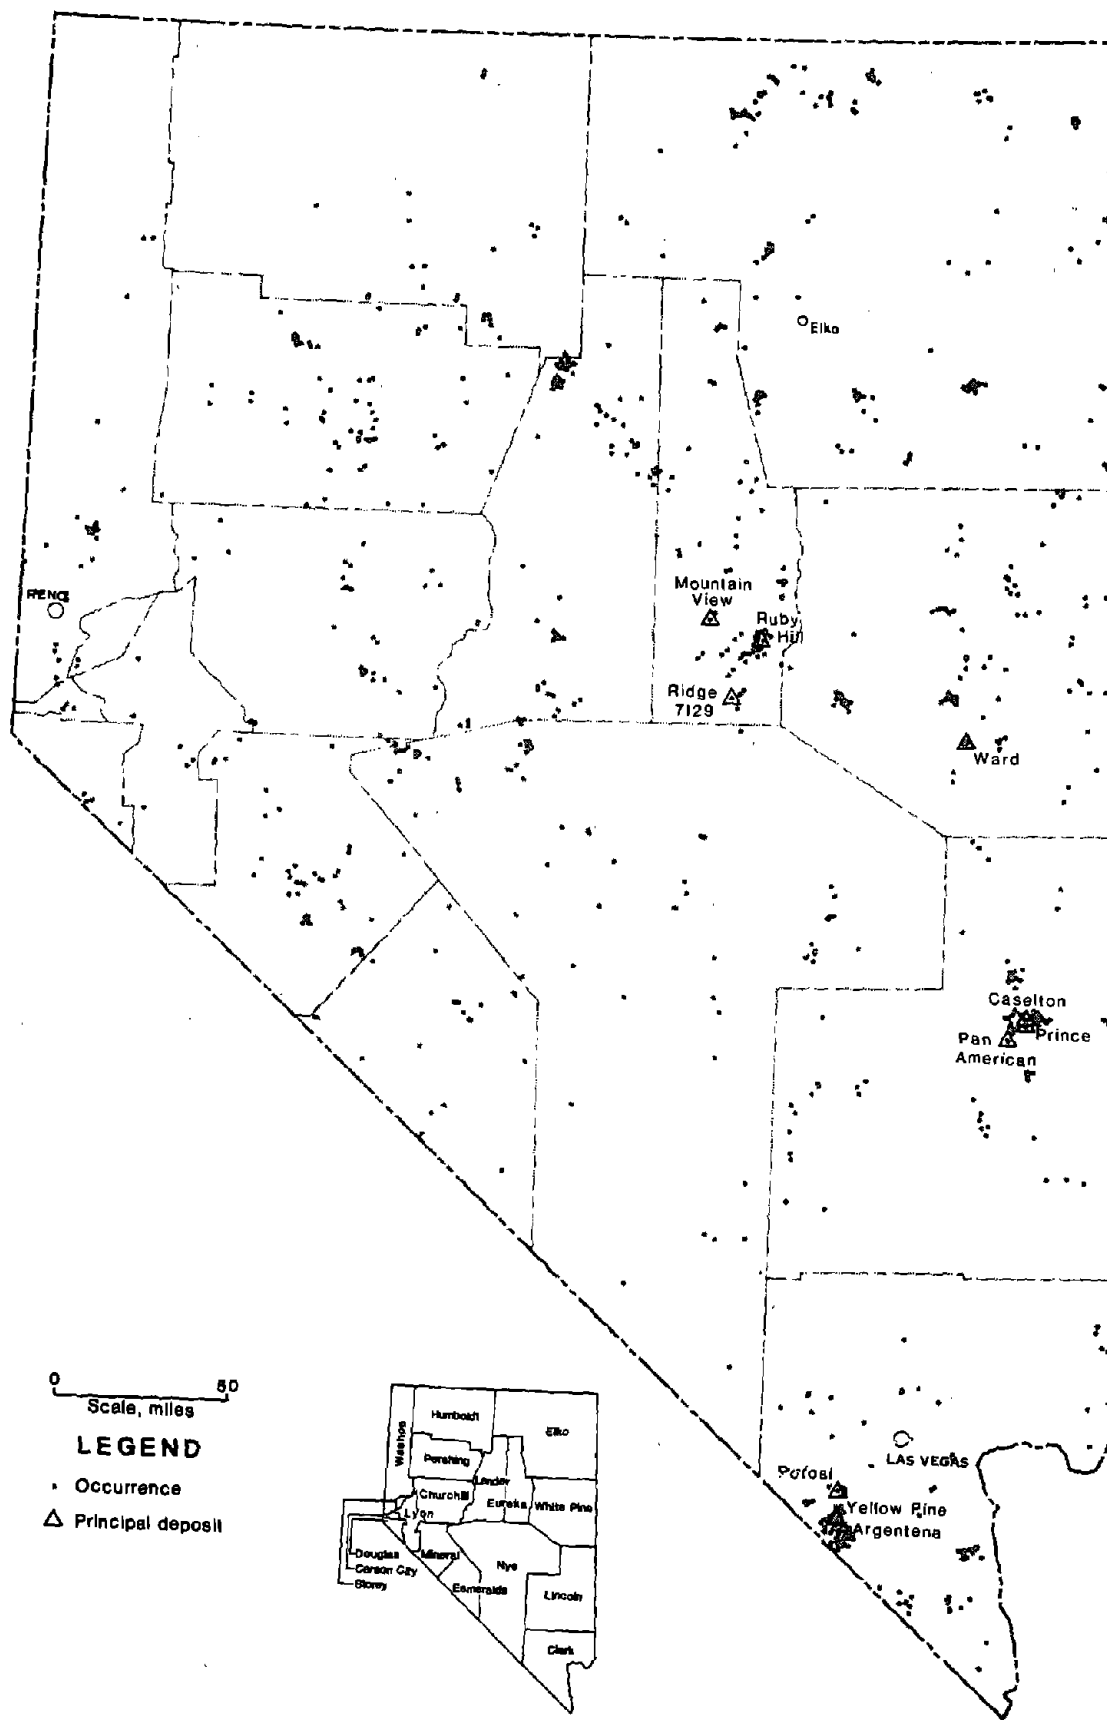 Elko
RENO
Mountain
View
Ruby
Hill
Ridge
7129
Ward
Caselton
Prince
Pan
American
0 50
Scale, miles
LEGEND
Occurrence
Principal deposit
LAS VEGAS
Potosi
Yellow Pine
Argentena
Washoe
Humboldt
Elko
Pershing
Lander
Churchill
Eureka
White Pine
Lyon
Douglas
Carson City
Storey
Mineral
Nye
Esmeralda
Lincoln
Clark